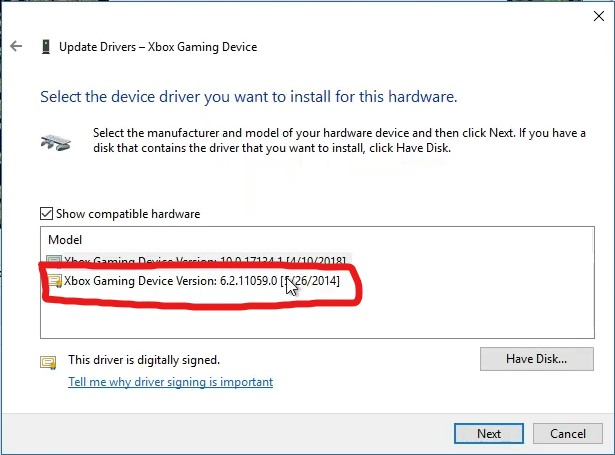 Update Drivers – Xbox Gaming Device
Select the device driver you want to install for this hardware.
Select the manufacturer and model of your hardware device and then click Next. If you have a
disk that contains the driver that you want to install, click Have Disk.
Show compatible hardware
Model
Xbox Gaming Device Version: 10.0.17134.1 [4/10/2018]
Xbox Gaming Device Version: 6.2.11059.0
This driver is digitally signed.
Have Disk...
Tell me why driver signing is important
Next
Cancel